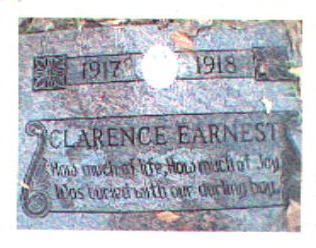 1917 1918
CLARENCE EARNEST
How much of life, How much of Joy
Was buried with our darling boy